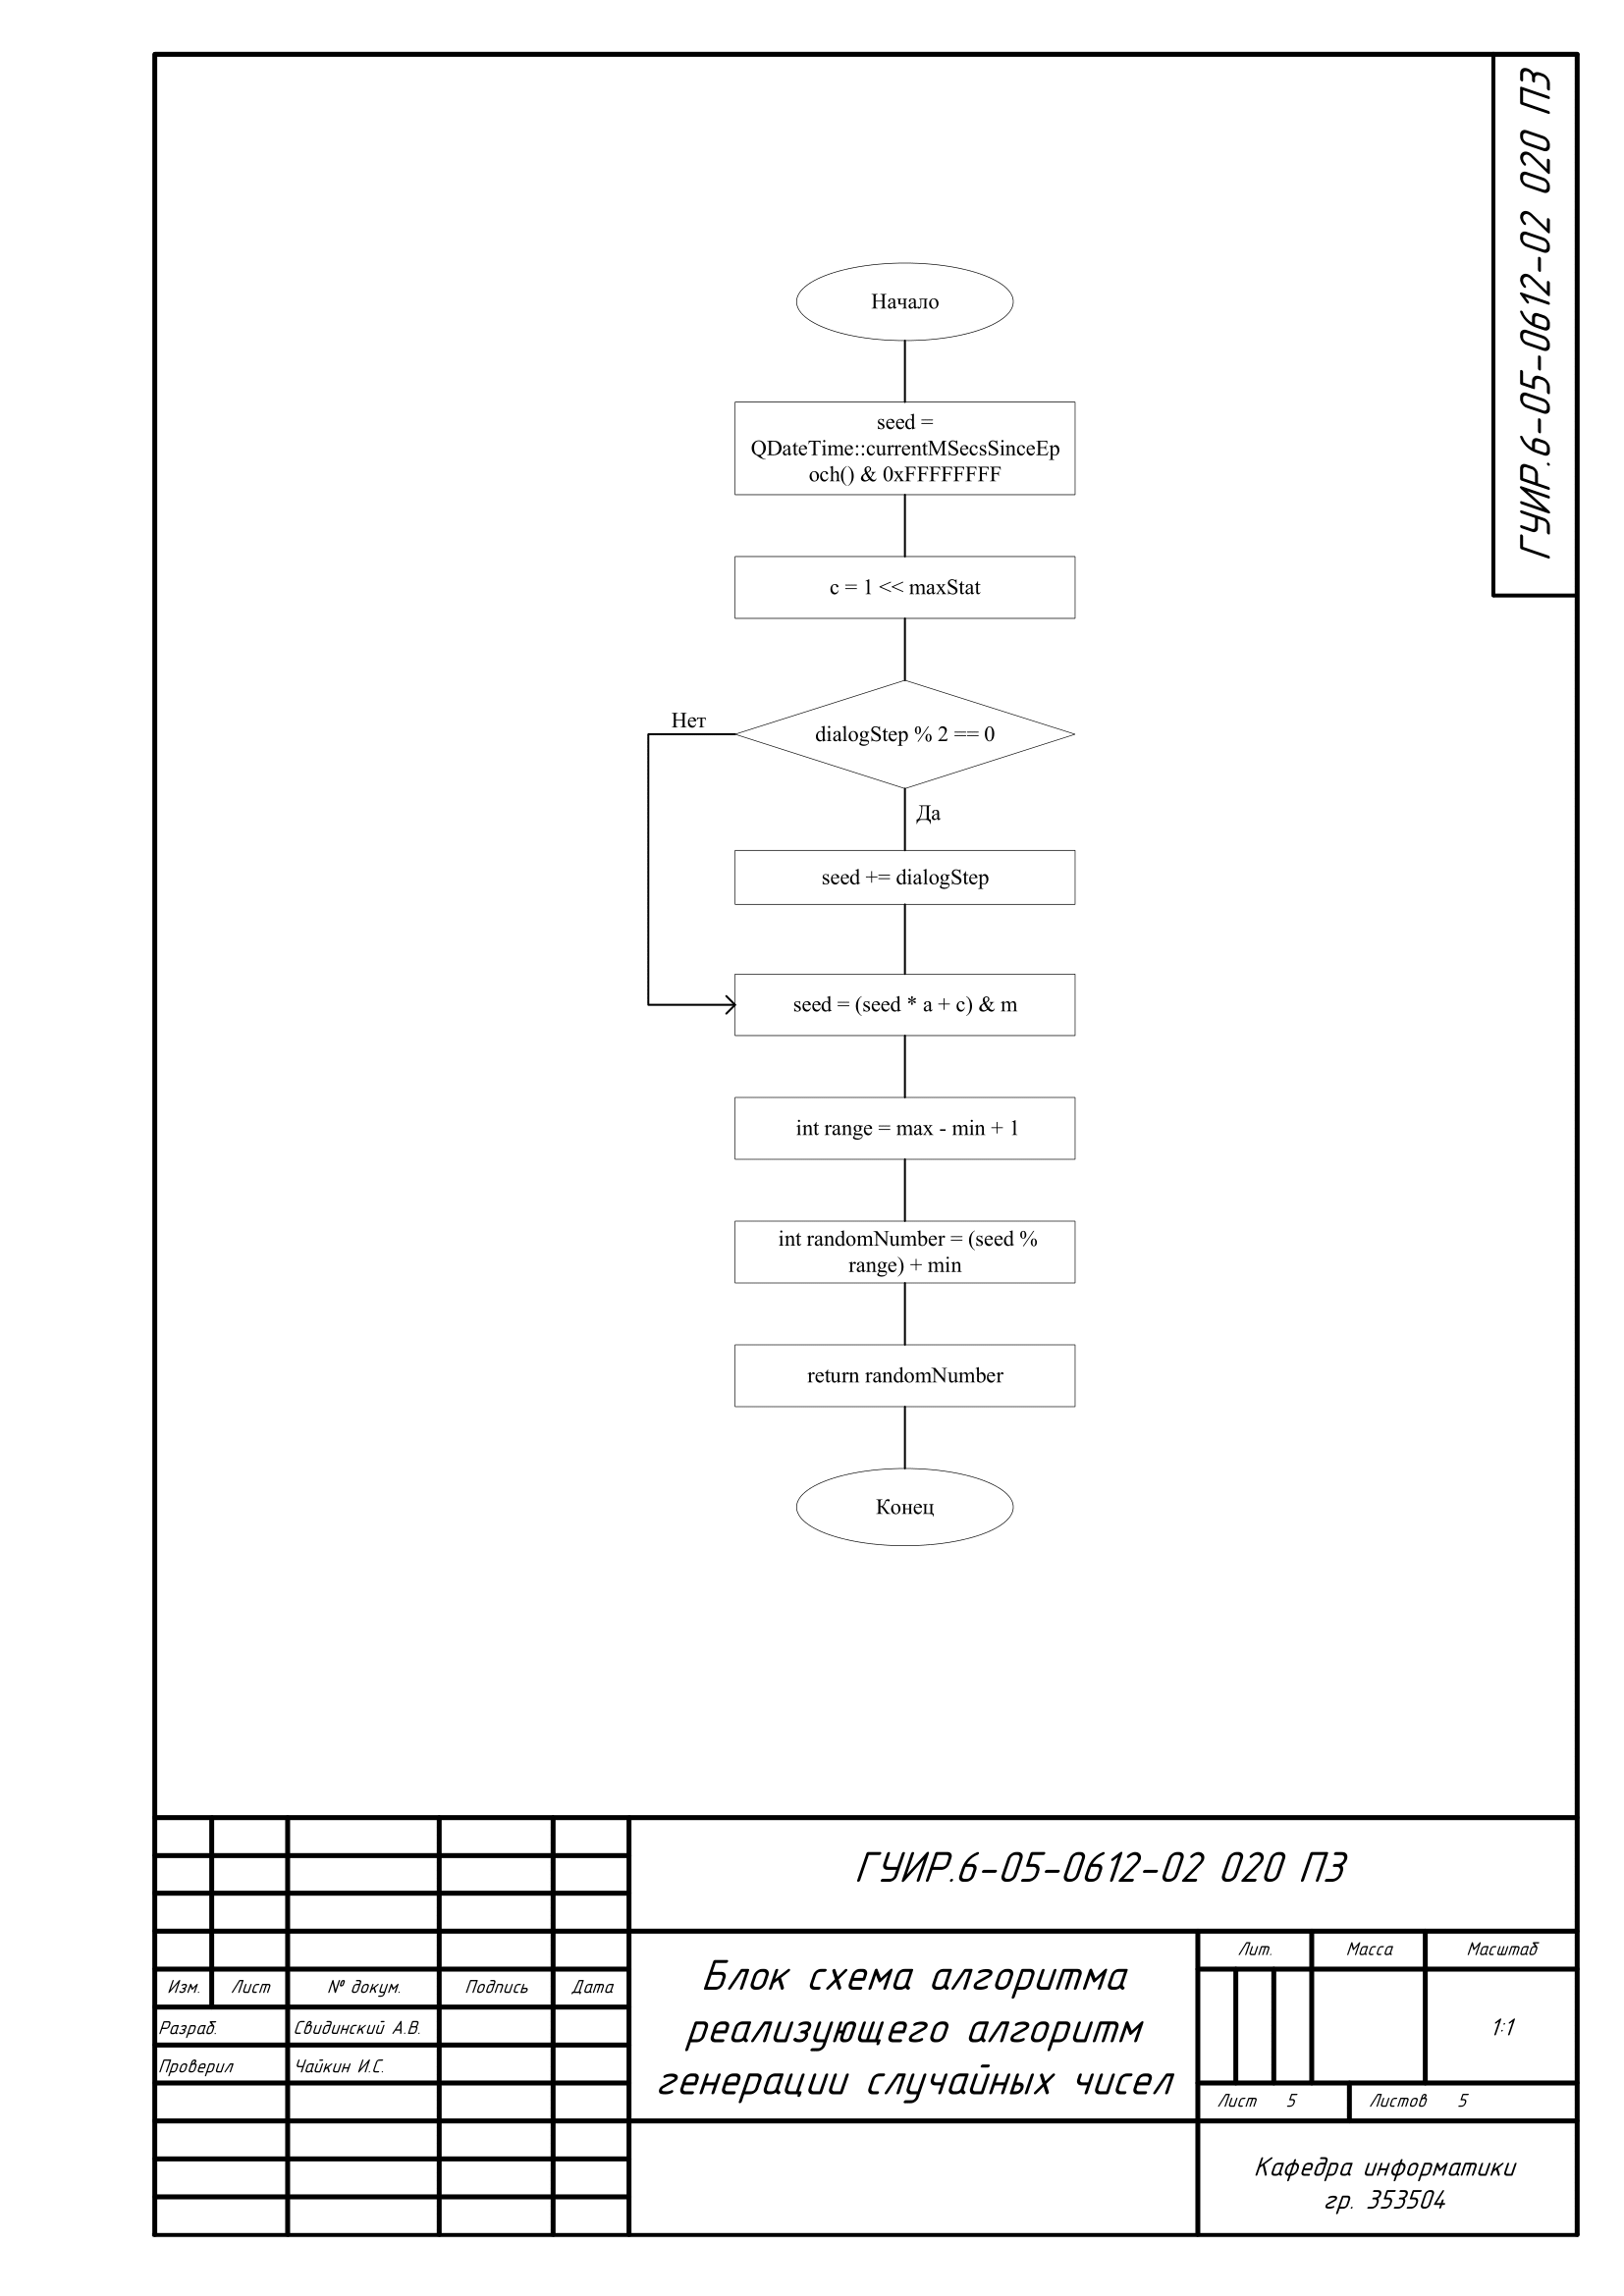 ГУИР.6-05-0612-02 020 ПЗ
Начало
seed =
QDateTime::currentMSecsSinceEp
och() & 0xFFFFFFFF
c = 1 << maxStat
dialogStep % 2 == 0
Нет
Да
seed += dialogStep
seed = (seed * a + c) & m
int range = max - min + 1
int randomNumber = (seed %
range) + min
return randomNumber
Конец
ГУИР.6-05-0612-02 020 ПЗ
Блок схема алгоритма
реализующего алгоритм
генерации случайных чисел
Лит. Масса Масштаб
1:1
Лист 5 Листов 5
Изм. Лист № докум. Подпись Дата
Разраб. Свидинский А.В.
Проверил Чайкин И.С.
Кафедра информатики
гр. 353504